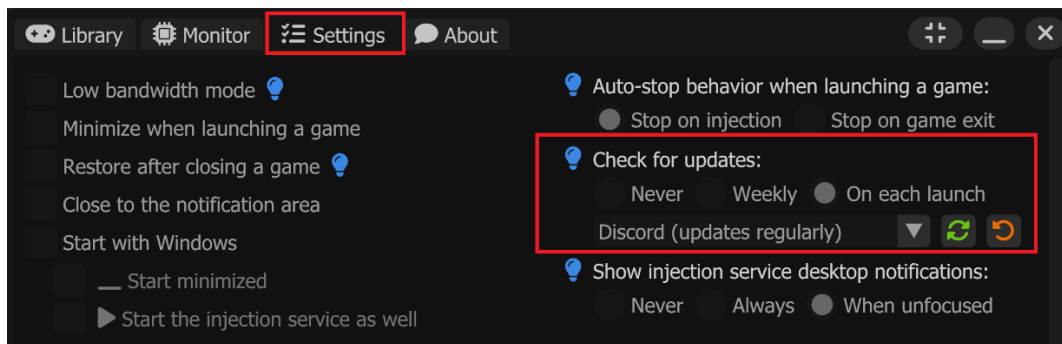 Library Monitor Settings About
Low bandwidth mode
Minimize when launching a game
Restore after closing a game
Close to the notification area
Start with Windows
Start minimized
Start the injection service as well
Auto-stop behavior when launching a game:
Stop on injection Stop on game exit
Check for updates:
Never Weekly On each launch
Discord (updates regularly)
Show injection service desktop notifications:
Never Always When unfocused